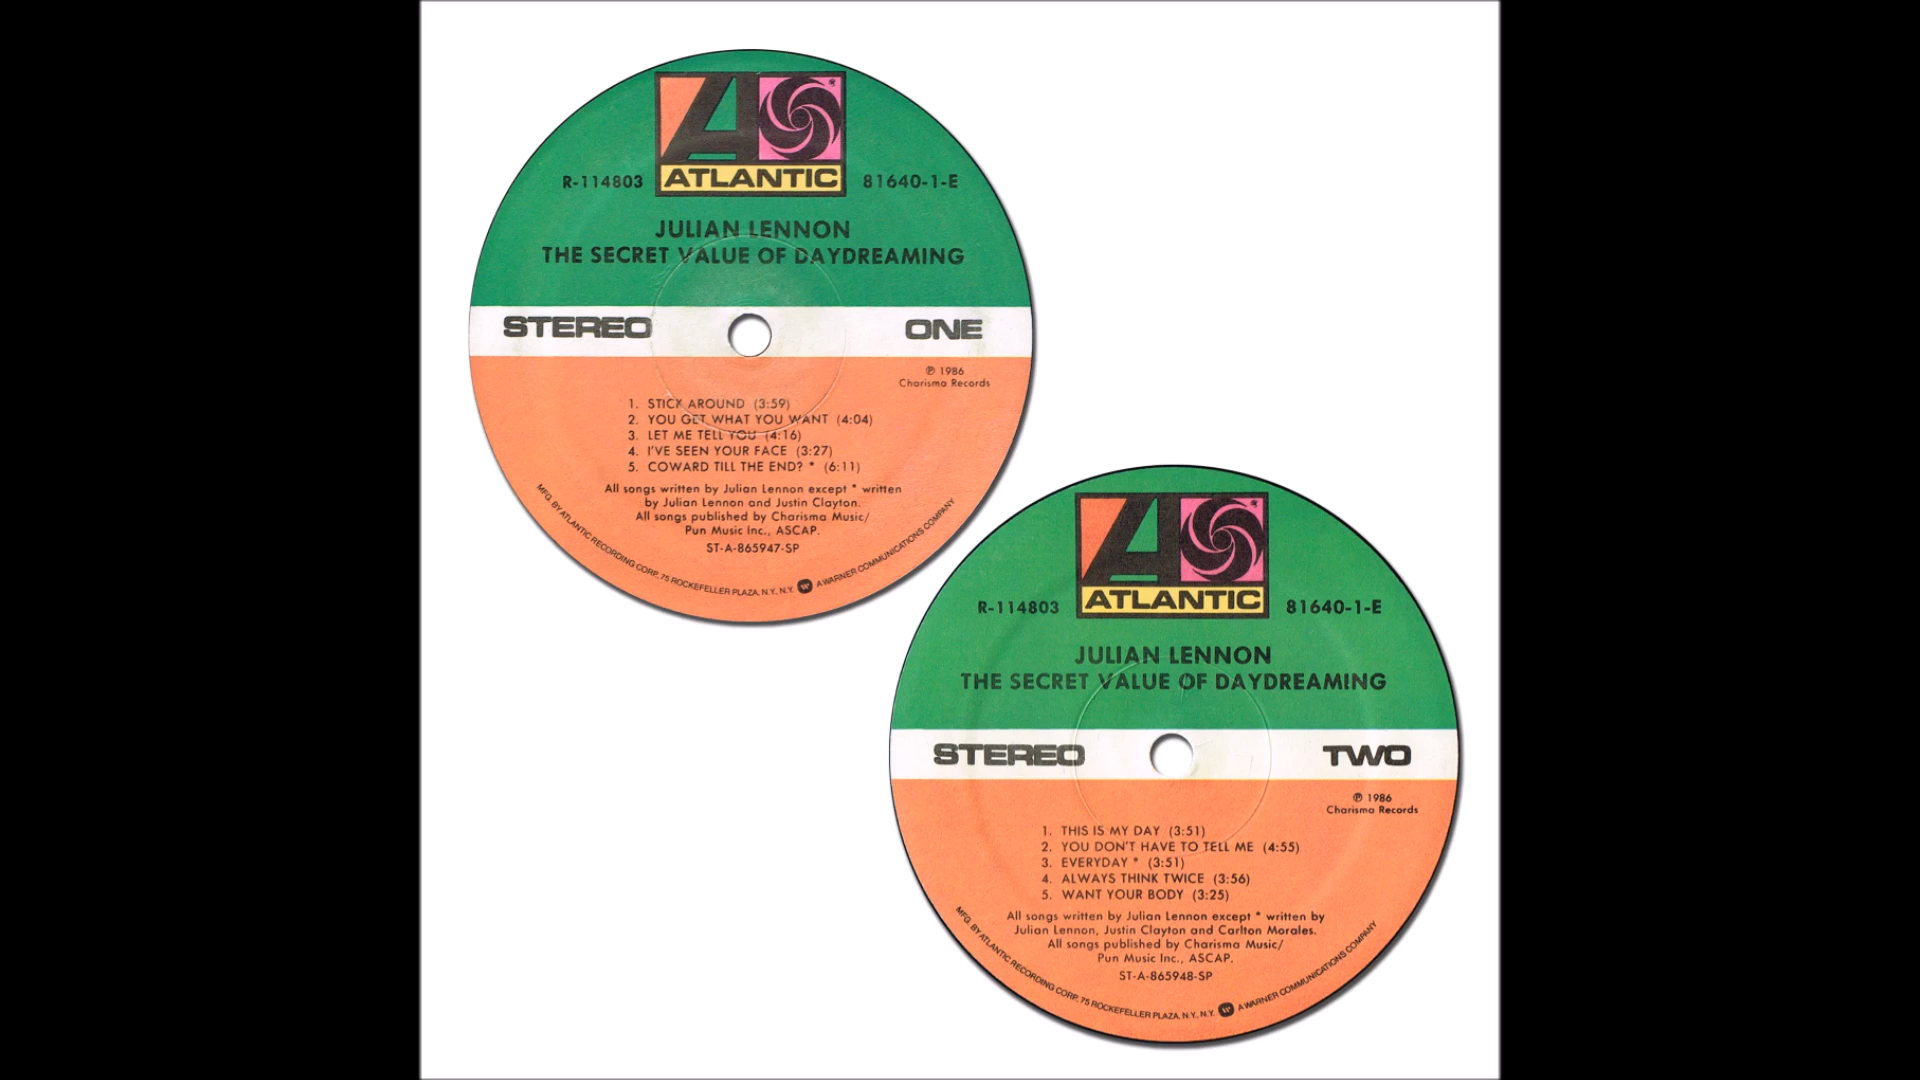 ATLANTIC
R-114803
81640-1-E
JULIAN LENNON
THE SECRET VALUE OF DAYDREAMING
STEREO
ONE
℗ 1986
Charisma Records
1. STICK AROUND (3:59)
2. YOU GET WHAT YOU WANT (4:04)
3. LET ME TELL YOU (4:16)
4. I'VE SEEN YOUR FACE (3:27)
5. COWARD TILL THE END? * (6:11)
All songs written by Julian Lennon except * written
by Julian Lennon and Justin Clayton.
All songs published by Charisma Music/
Pun Music Inc., ASCAP.
ST-A-865947-SP
MFG. BY ATLANTIC RECORDING CORP. 75 ROCKEFELLER PLAZA, N.Y., N.Y. A WARNER COMMUNICATIONS COMPANY
ATLANTIC
R-114803
81640-1-E
JULIAN LENNON
THE SECRET VALUE OF DAYDREAMING
STEREO
TWO
℗ 1986
Charisma Records
1. THIS IS MY DAY (3:51)
2. YOU DON'T HAVE TO TELL ME (4:55)
3. EVERYDAY * (3:51)
4. ALWAYS THINK TWICE (3:56)
5. WANT YOUR BODY (3:25)
All songs written by Julian Lennon except * written by
Julian Lennon, Justin Clayton and Carlton Morales.
All songs published by Charisma Music/
Pun Music Inc., ASCAP.
ST-A-865948-SP
MFG. BY ATLANTIC RECORDING CORP. 75 ROCKEFELLER PLAZA, N.Y., N.Y. A WARNER COMMUNICATIONS COMPANY